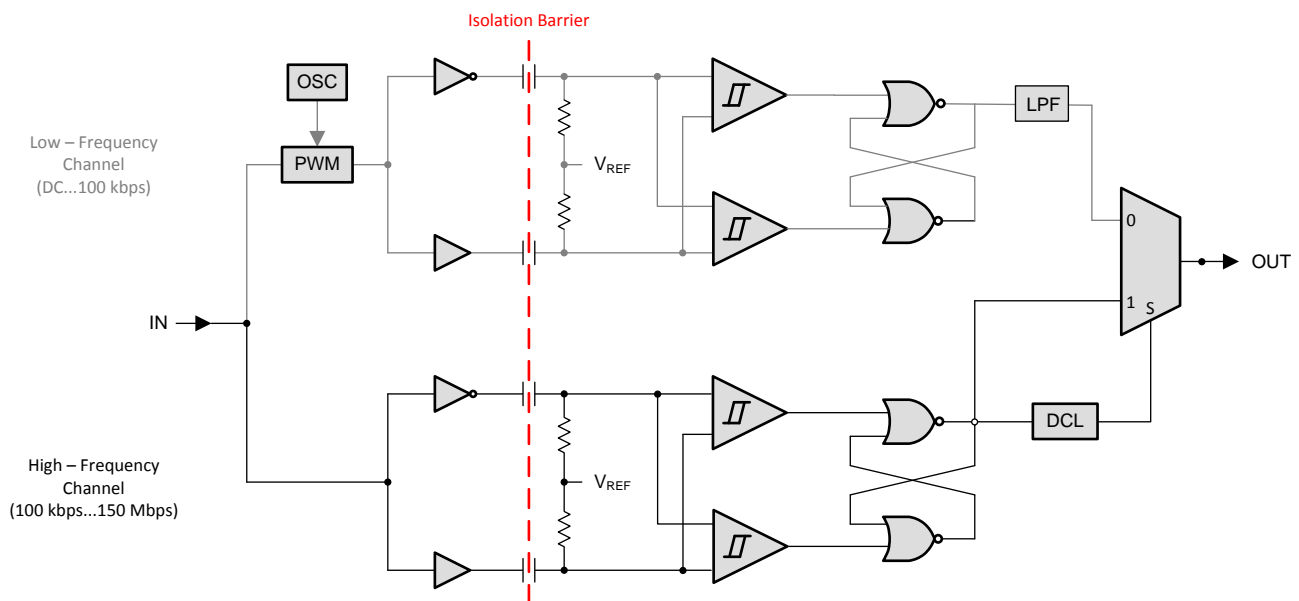 Isolation Barrier
OSC
Low – Frequency
Channel
(DC...100 kbps)
PWM
VREF
LPF
0
OUT
1
S
IN
DCL
High – Frequency
Channel
(100 kbps...150 Mbps)
VREF